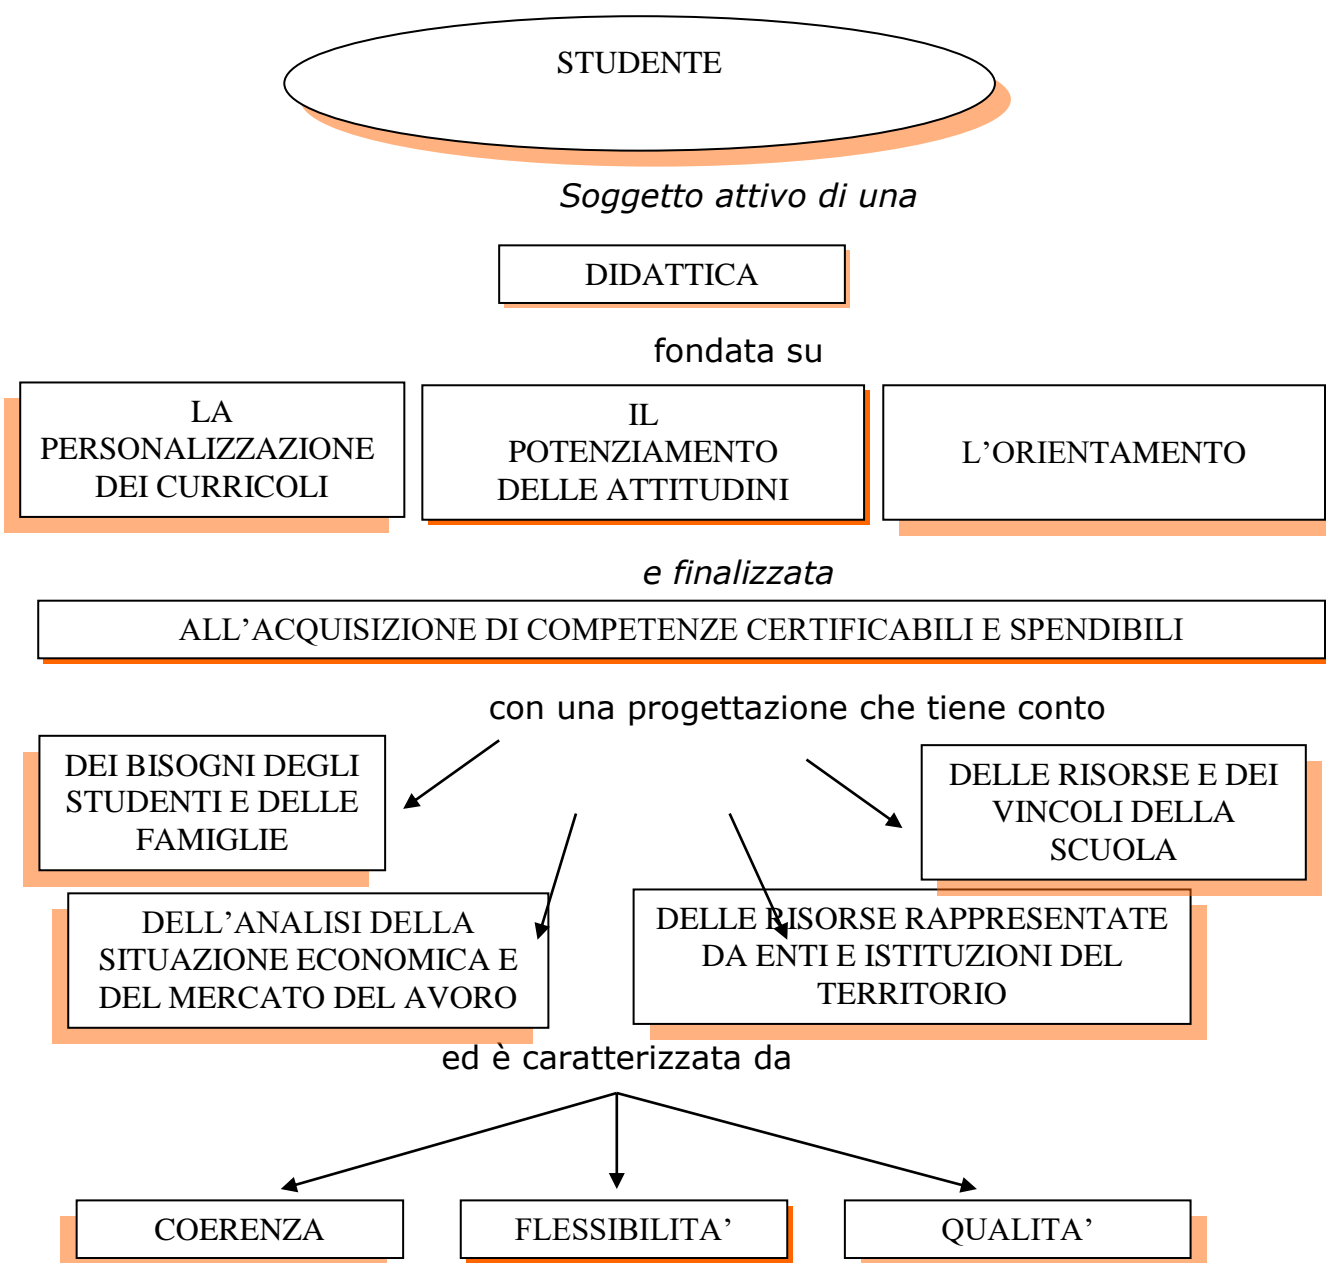 STUDENTE
Soggetto attivo di una
DIDATTICA
fondata su
LA
PERSONALIZZAZIONE
DEI CURRICOLI
IL
POTENZIAMENTO
DELLE ATTITUDINI
L’ORIENTAMENTO
e finalizzata
ALL’ACQUISIZIONE DI COMPETENZE CERTIFICABILI E SPENDIBILI
con una progettazione che tiene conto
DEI BISOGNI DEGLI
STUDENTI E DELLE
FAMIGLIE
DELLE RISORSE E DEI
VINCOLI DELLA
SCUOLA
DELL’ANALISI DELLA
SITUAZIONE ECONOMICA E
DEL MERCATO DEL AVORO
DELLE RISORSE RAPPRESENTATE
DA ENTI E ISTITUZIONI DEL
TERRITORIO
ed è caratterizzata da
COERENZA
FLESSIBILITA’
QUALITA’